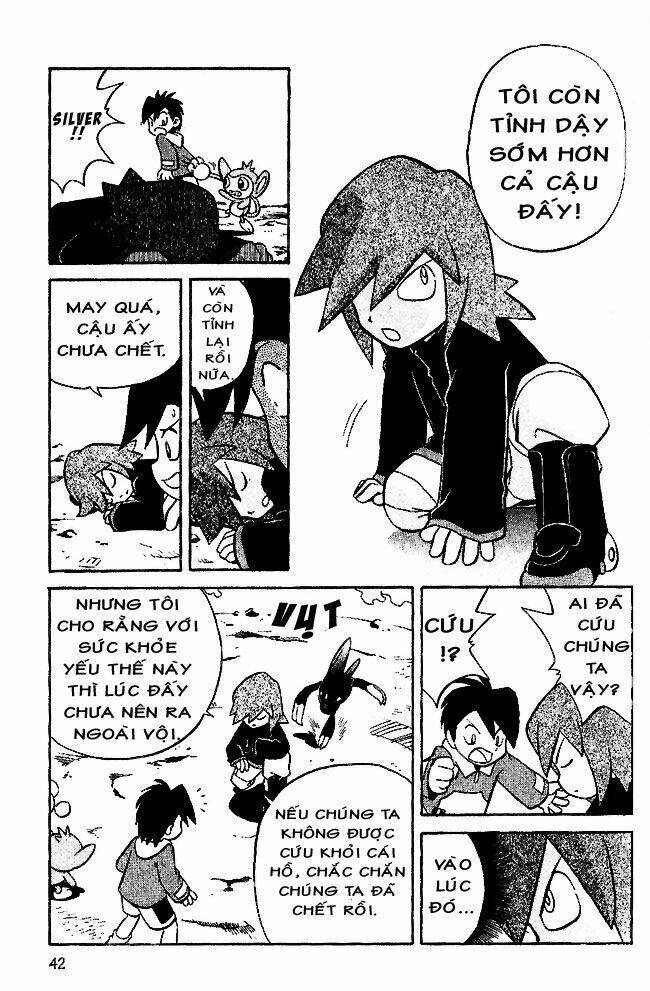 SILVER
!!
TÔI CÒN
TỈNH DẬY
SỚM HƠN
CẢ CẬU
ĐẤY!
MAY QUÁ,
CẬU ẤY
CHƯA CHẾT.
VÀ
CÒN
TỈNH
LẠI
RỒI
NỮA.
NHƯNG TÔI
CHO RẰNG VỚI
SỨC KHỎE
YẾU THẾ NÀY
THÌ LÚC ĐẤY
CHƯA NÊN RA
NGOÀI VỘI.
VỤT
NẾU CHÚNG TA
KHÔNG ĐƯỢC
CỨU KHỎI CÁI
HỒ, CHẮC CHẮN
CHÚNG TA ĐÃ
CHẾT RỒI.
CỨU
!?
AI ĐÃ
CỨU
CHÚNG
TA
VẬY?
VÀO
LÚC
ĐÓ...
42